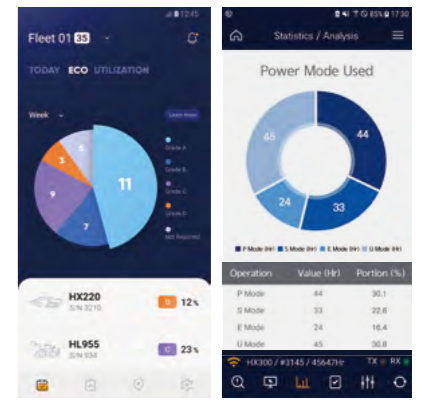 12:45
Fleet 01 35
TODAY ECO UTILIZATION
Week
Learn more
Grade A
Grade B
Grade C
Grade D
Not Reported
5
3
11
9
7
HX220
S/N 3210
D 12%
HL955
S/N 934
C 23%
85% 17:30
Statistics / Analysis
Power Mode Used
45
44
24
33
P Mode (Hr) S Mode (Hr) E Mode (Hr) U Mode (Hr)
Operation Value (Hr) Portion (%)
P Mode 44 30.1
S Mode 33 22.6
E Mode 24 16.4
U Mode 45 30.8
HX300 / #3145 / 45647Hr TX RX